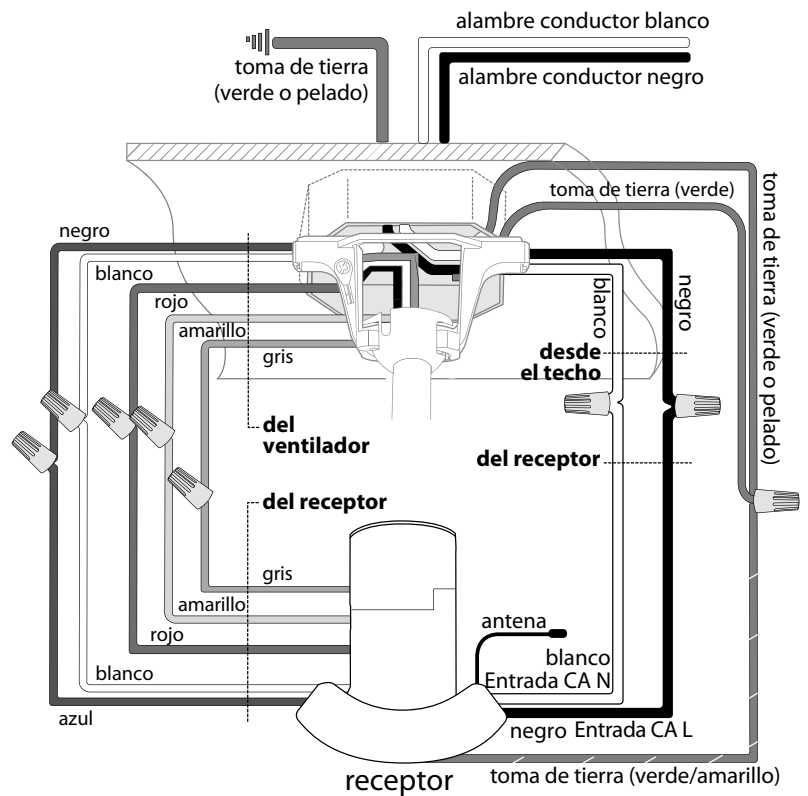 alambre conductor blanco
toma de tierra
(verde o pelado)
alambre conductor negro
toma de tierra (verde)
toma de tierra (verde o pelado)
negro
blanco
rojo
amarillo
gris
blanco
negro
desde
el techo
del
ventilador
del receptor
del receptor
gris
amarillo
rojo
blanco
azul
antena
blanco
Entrada CA N
negro Entrada CA L
receptor
toma de tierra (verde/amarillo)